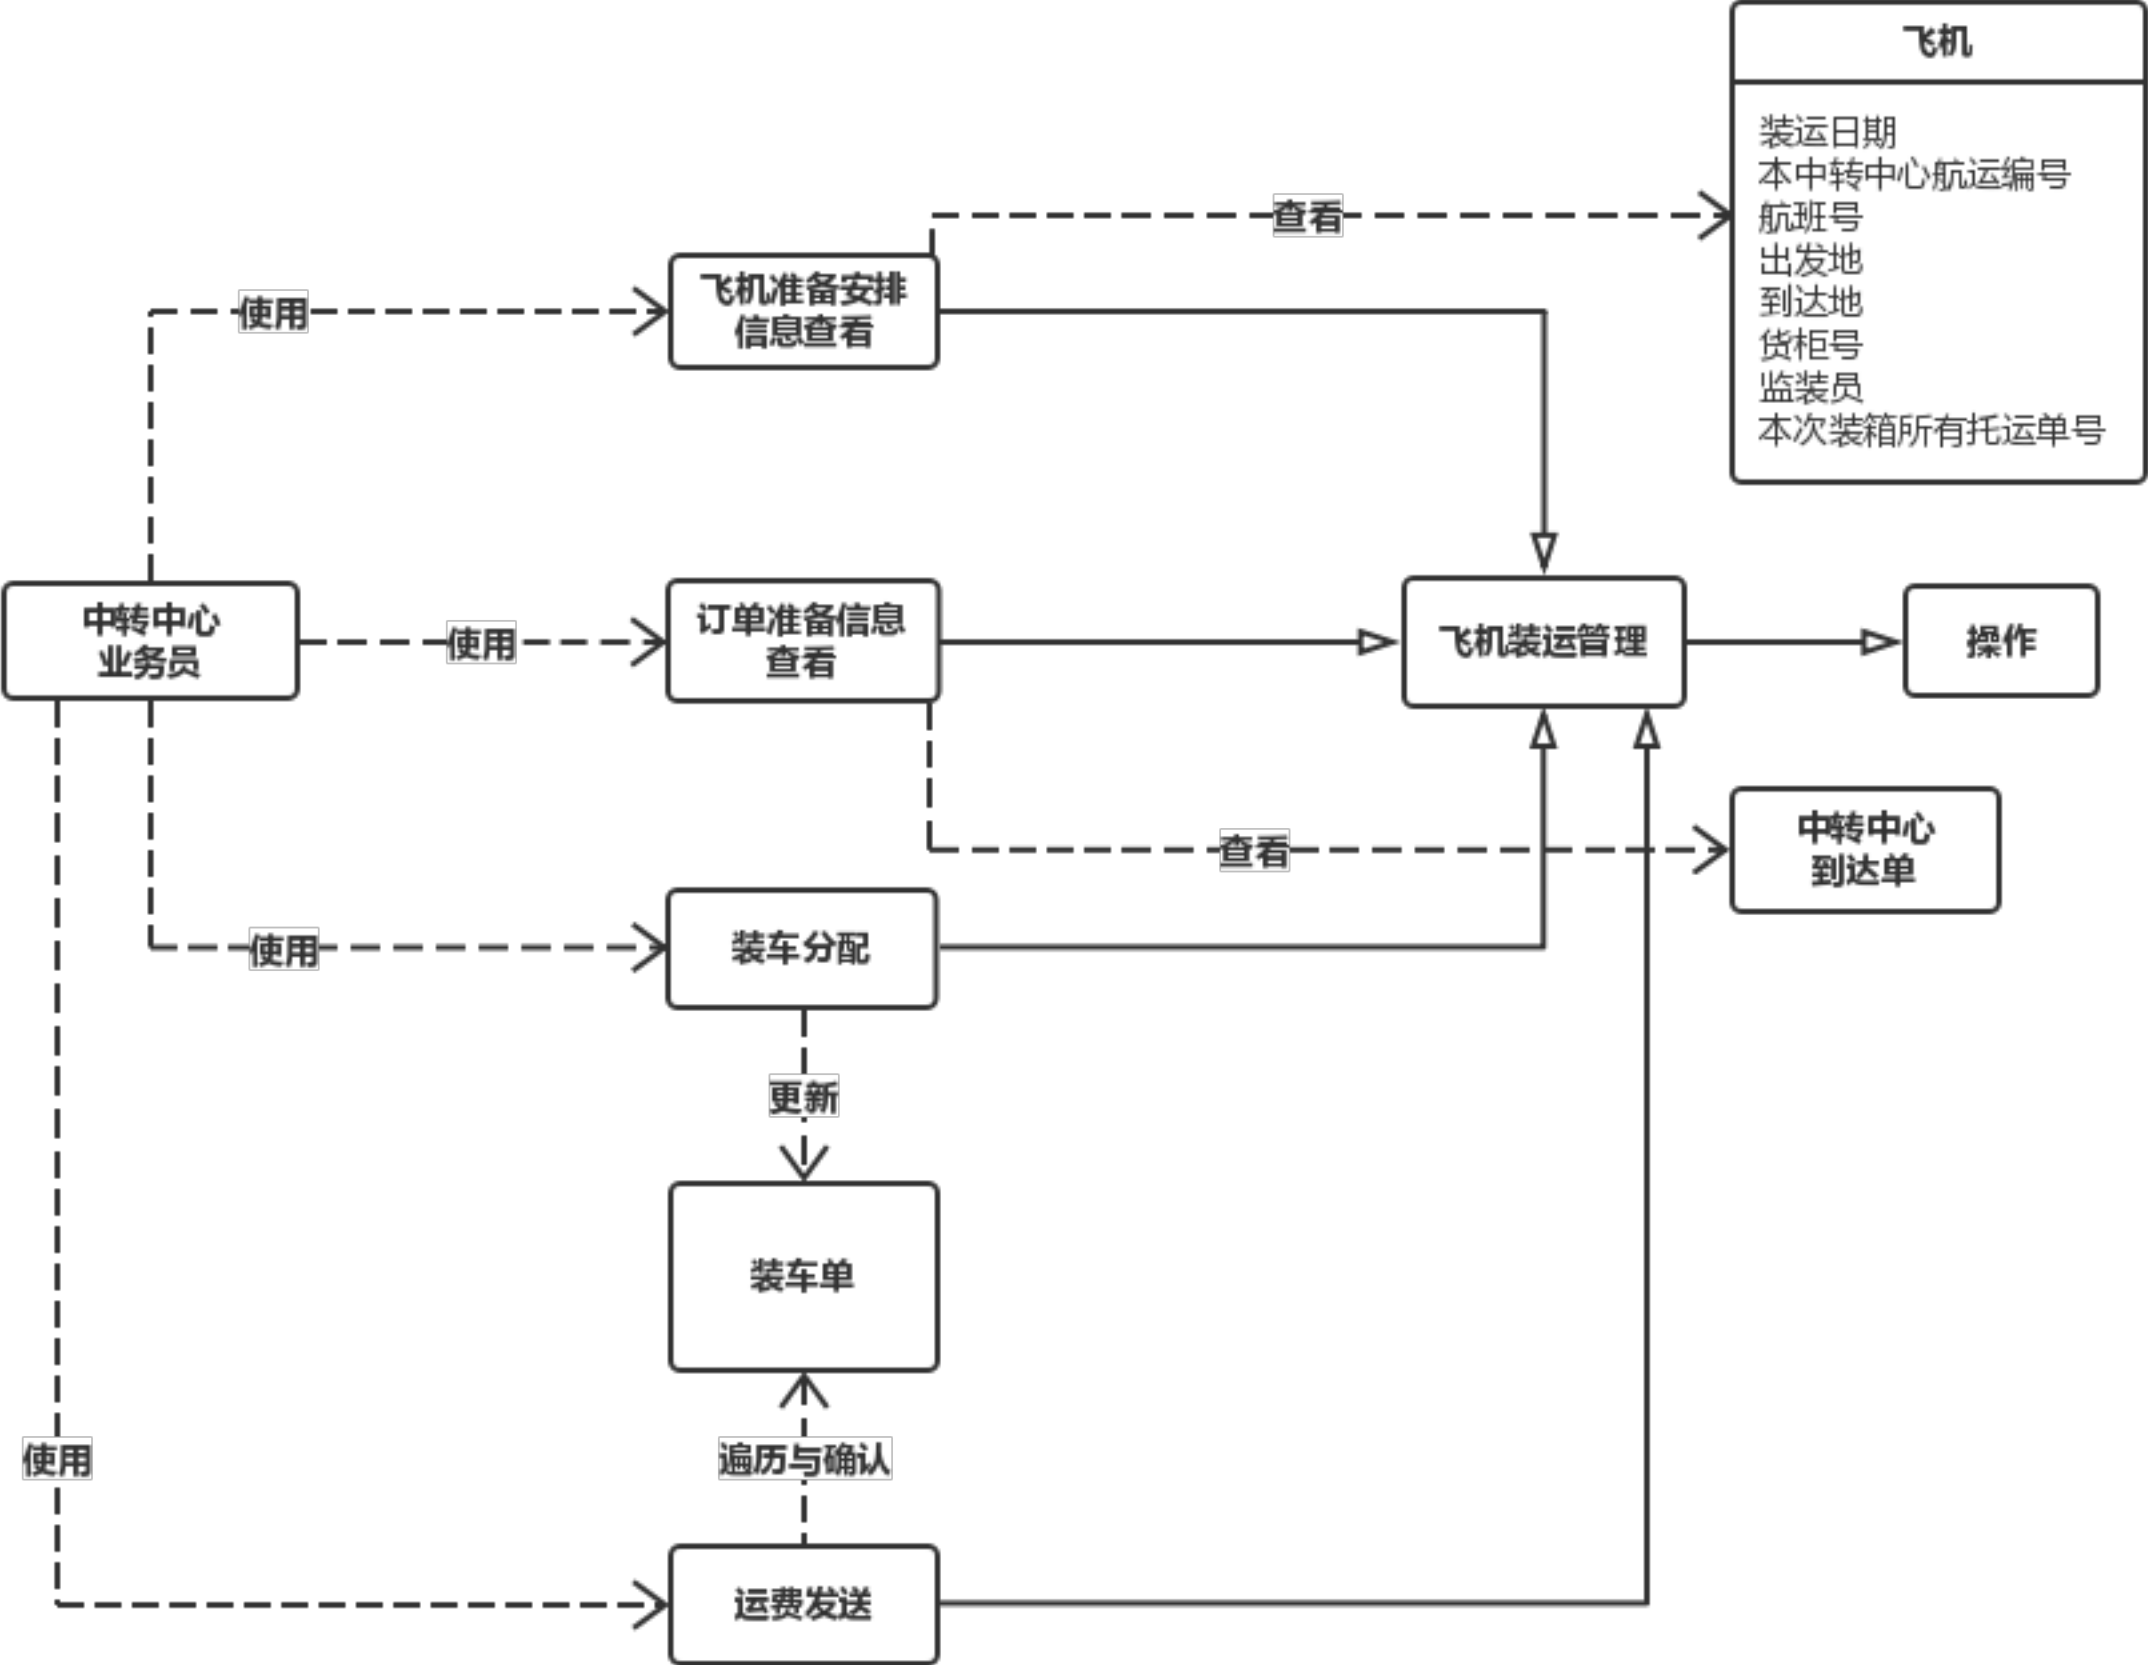 飞机
装运日期
本中转中心航运编号
航班号
出发地
到达地
货柜号
监装员
本次装箱所有托运单号
查看
飞机准备安排
信息查看
使用
中转中心
业务员
使用
订单准备信息
查看
飞机装运管理
操作
查看
中转中心
到达单
使用
装车分配
更新
装车单
遍历与确认
使用
运费发送